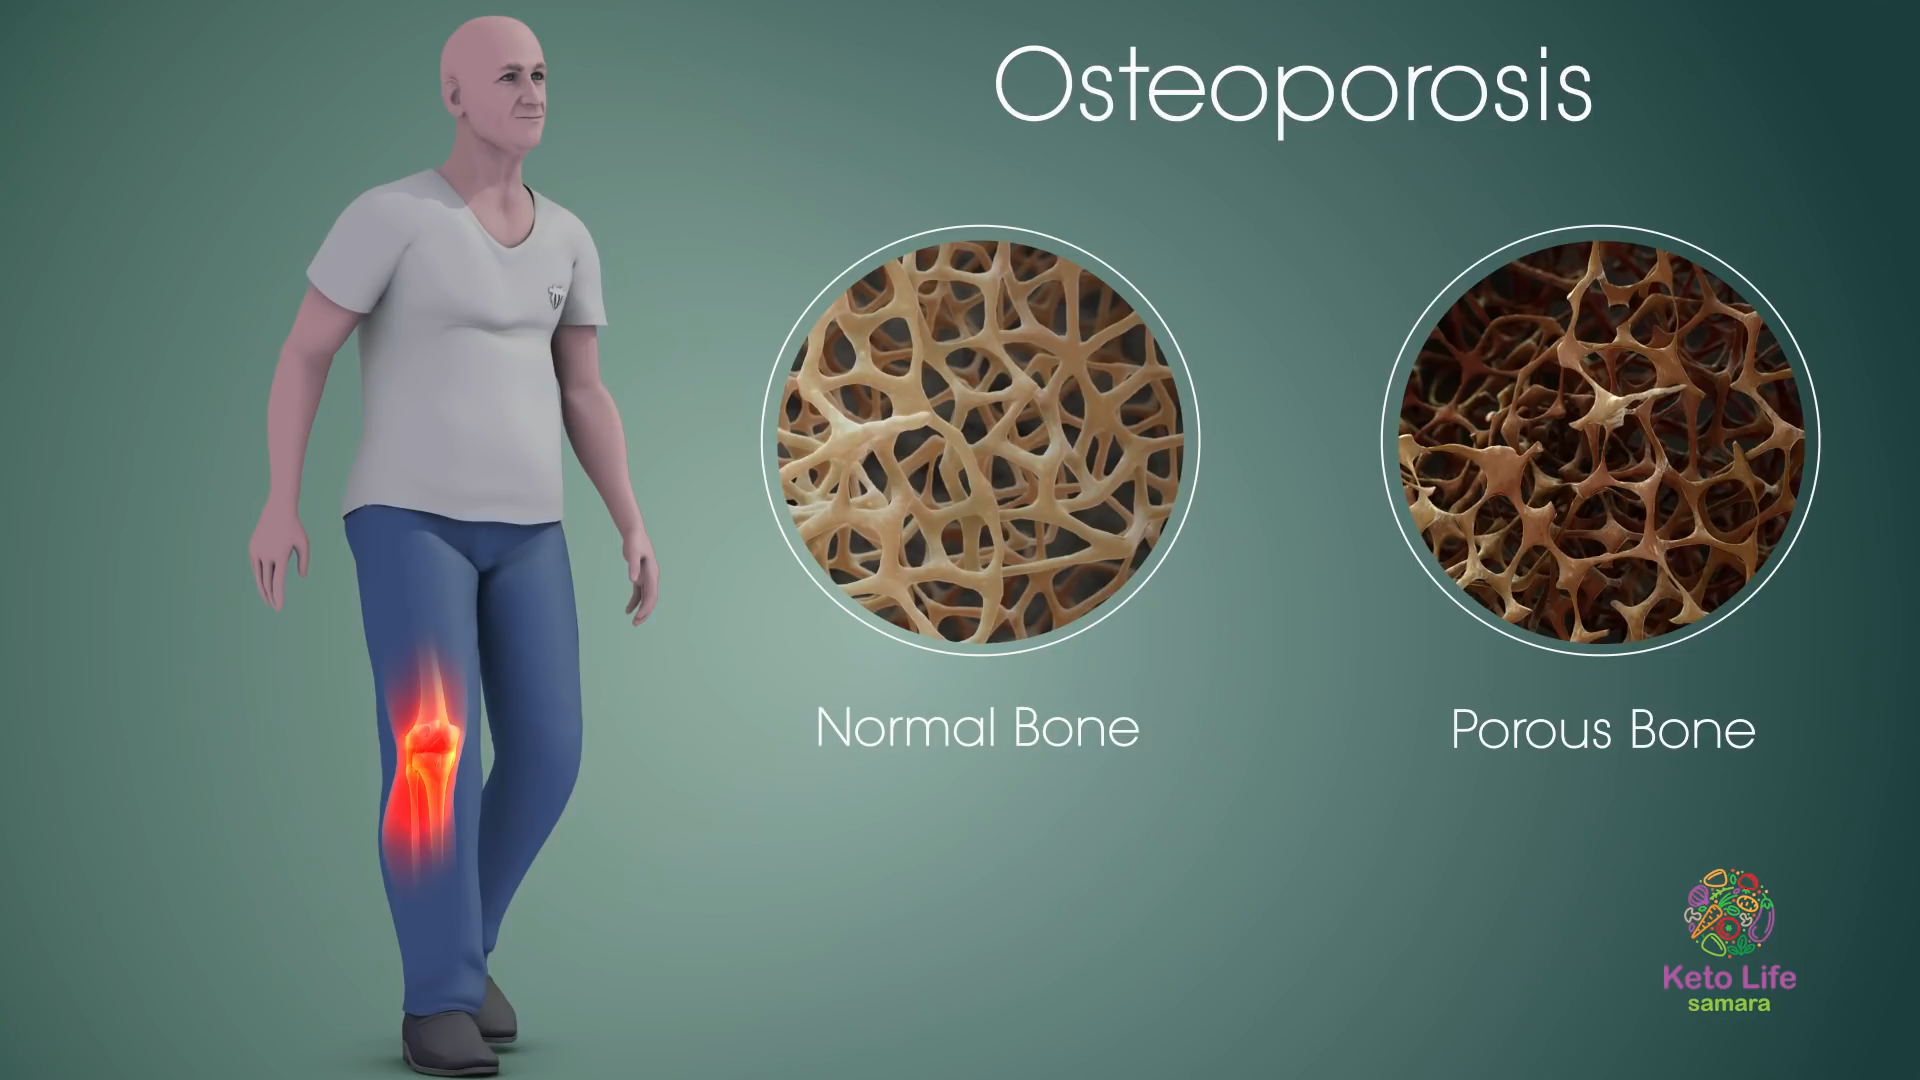 Osteoporosis
Normal Bone
Porous Bone
Keto Life
samara